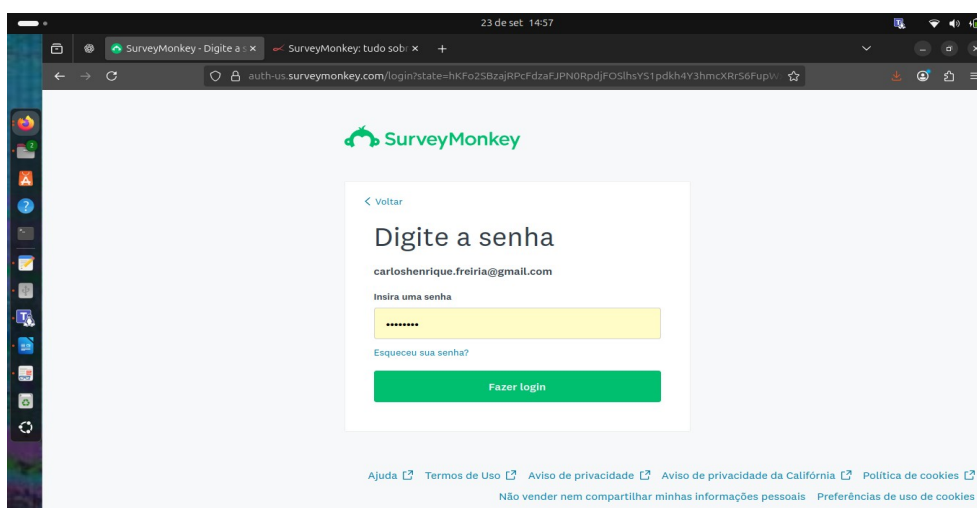 23 de set 14:57
SurveyMonkey - Digite a s × SurveyMonkey: tudo sobr × +
auth-us.surveymonkey.com/login?state=hKFo2SBzajRPcFdzaFJPN0RpdjFOSlhsYS1pdkh4Y3hmcXRrS6FupW
2
SurveyMonkey
Voltar
Digite a senha
carloshenrique.freiria@gmail.com
Insira uma senha
••••••••
Esqueceu sua senha?
Fazer login
Ajuda Termos de Uso Aviso de privacidade Aviso de privacidade da Califórnia Política de cookies
Não vender nem compartilhar minhas informações pessoais Preferências de uso de cookies